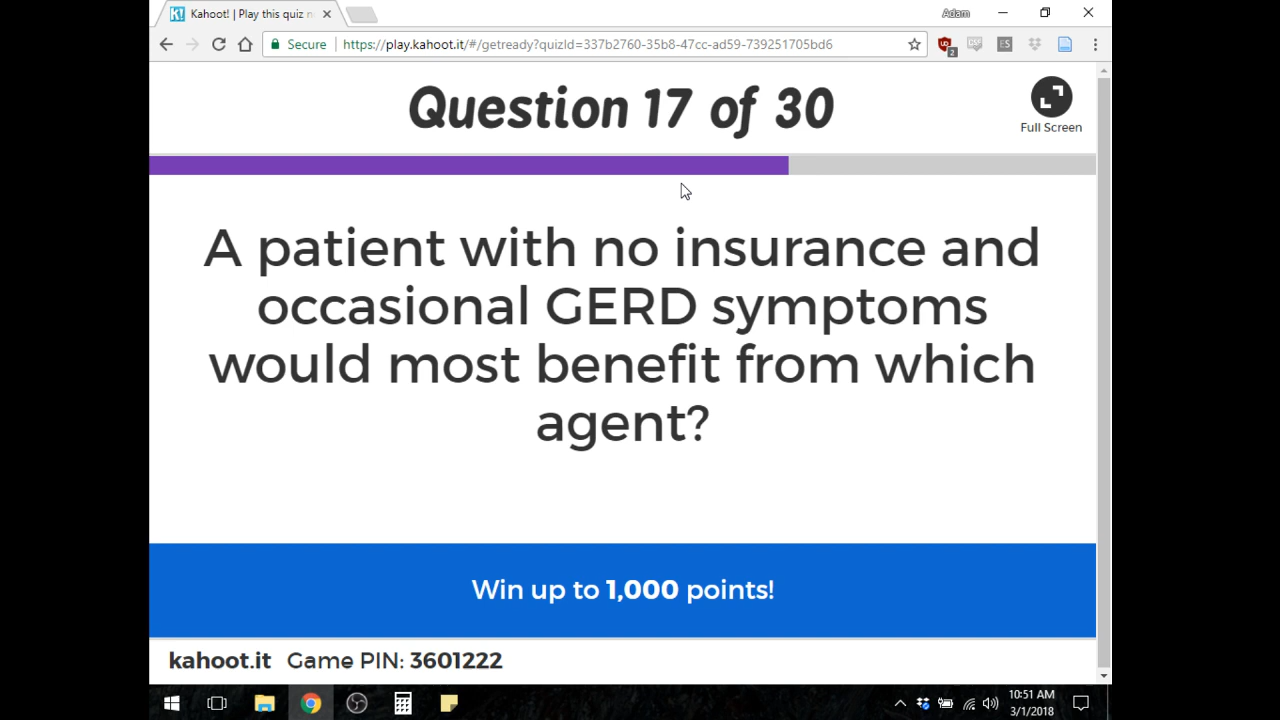 Kahoot! | Play this quiz n
Adam
Secure
https://play.kahoot.it/#/getready?quizId=337b2760-35b8-47cc-ad59-739251705bd6
2
ES
Question 17 of 30
Full Screen
A patient with no insurance and
occasional GERD symptoms
would most benefit from which
agent?
Win up to 1,000 points!
kahoot.it Game PIN: 3601222
10:51 AM
3/1/2018